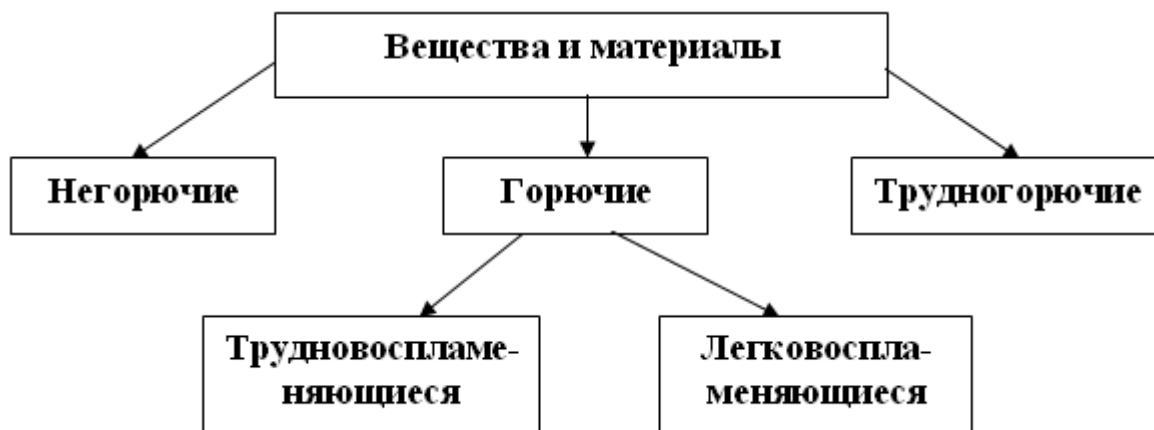 Вещества и материалы
Негорючие
Горючие
Трудногорючие
Трудновоспламе-
няющиеся
Легковоспла-
меняющиеся